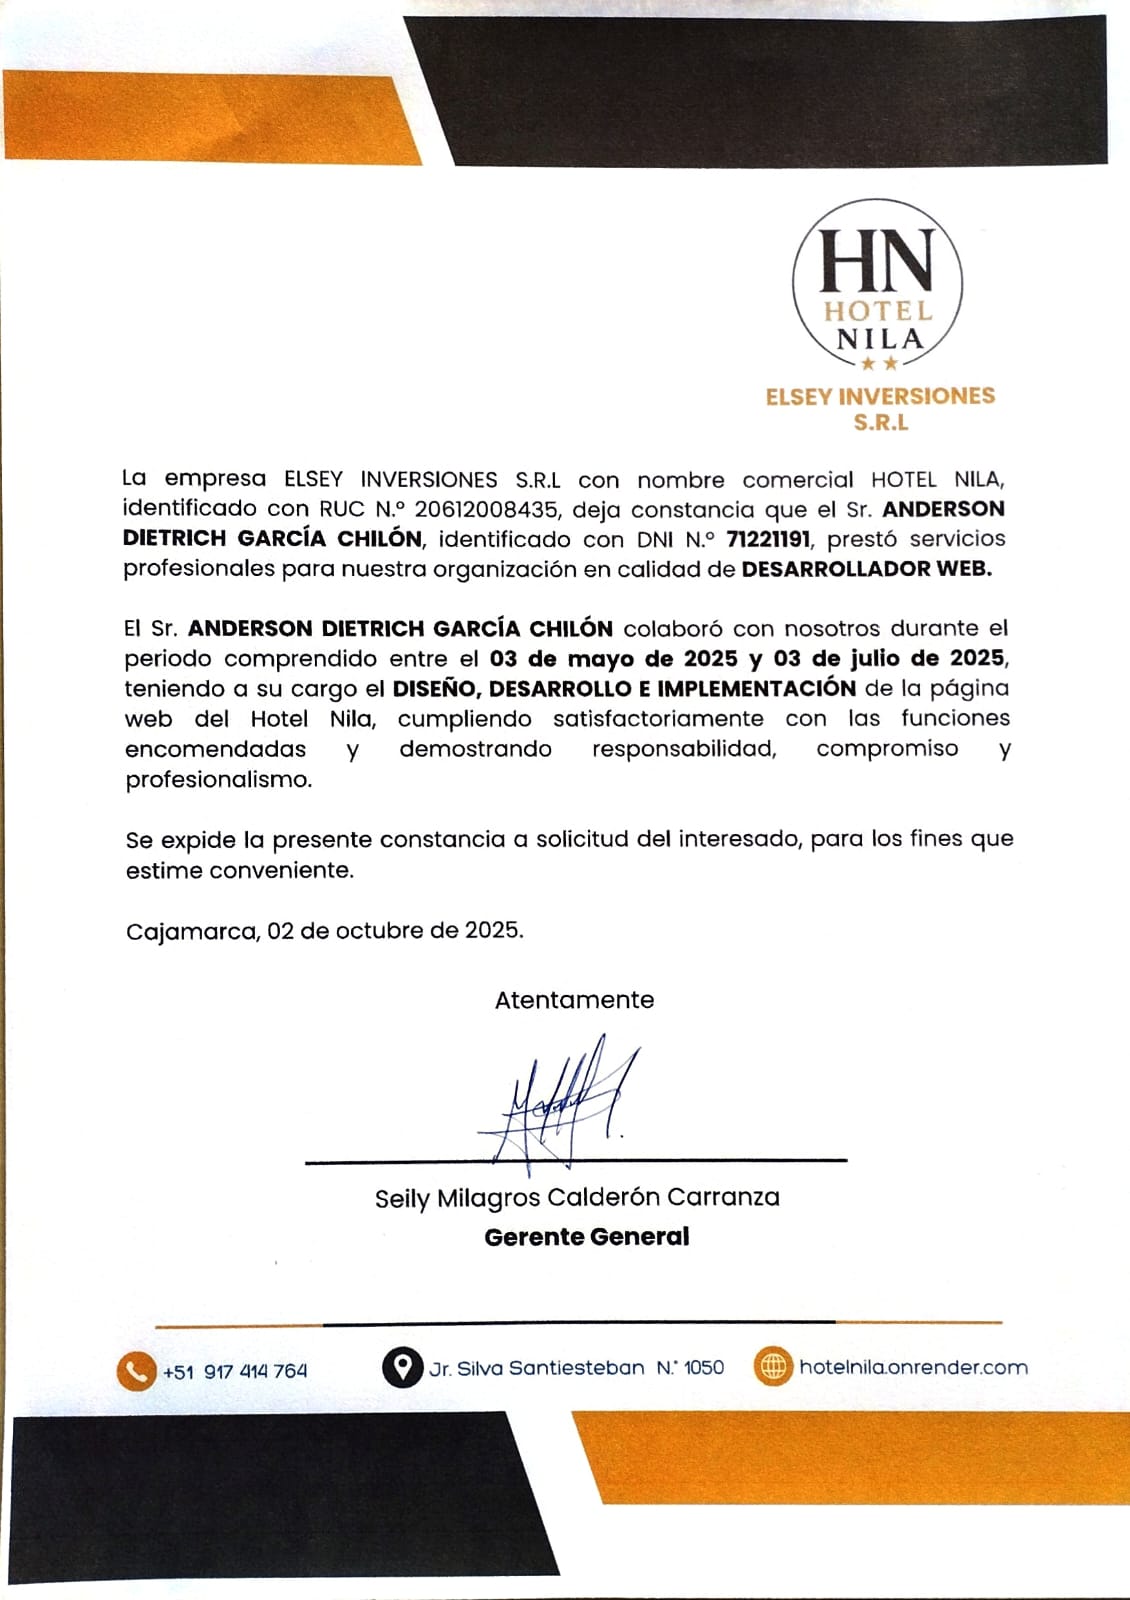 HN
HOTEL
NILA
ELSEY INVERSIONES
S.R.L
La empresa ELSEY INVERSIONES S.R.L con nombre comercial HOTEL NILA,
identificado con RUC N.º 20612008435, deja constancia que el Sr. ANDERSON
DIETRICH GARCÍA CHILÓN, identificado con DNI N.º 71221191, prestó servicios
profesionales para nuestra organización en calidad de DESARROLLADOR WEB.
El Sr. ANDERSON DIETRICH GARCÍA CHILÓN colaboró con nosotros durante el
periodo comprendido entre el 03 de mayo de 2025 y 03 de julio de 2025,
teniendo a su cargo el DISEÑO, DESARROLLO E IMPLEMENTACIÓN de la página
web del Hotel Nila, cumpliendo satisfactoriamente con las funciones
encomendadas y demostrando responsabilidad, compromiso y
profesionalismo.
Se expide la presente constancia a solicitud del interesado, para los fines que
estime conveniente.
Cajamarca, 02 de octubre de 2025.
Atentamente
Seily Milagros Calderón Carranza
Gerente General
+51 917 414 764
Jr. Silva Santiesteban N.° 1050
hotelnila.onrender.com